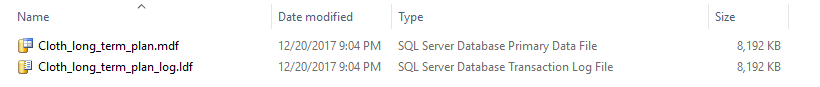 Name Date modified Type Size
Cloth_long_term_plan.mdf 12/20/2017 9:04 PM SQL Server Database Primary Data File 8,192 KB
Cloth_long_term_plan_log.ldf 12/20/2017 9:04 PM SQL Server Database Transaction Log File 8,192 KB